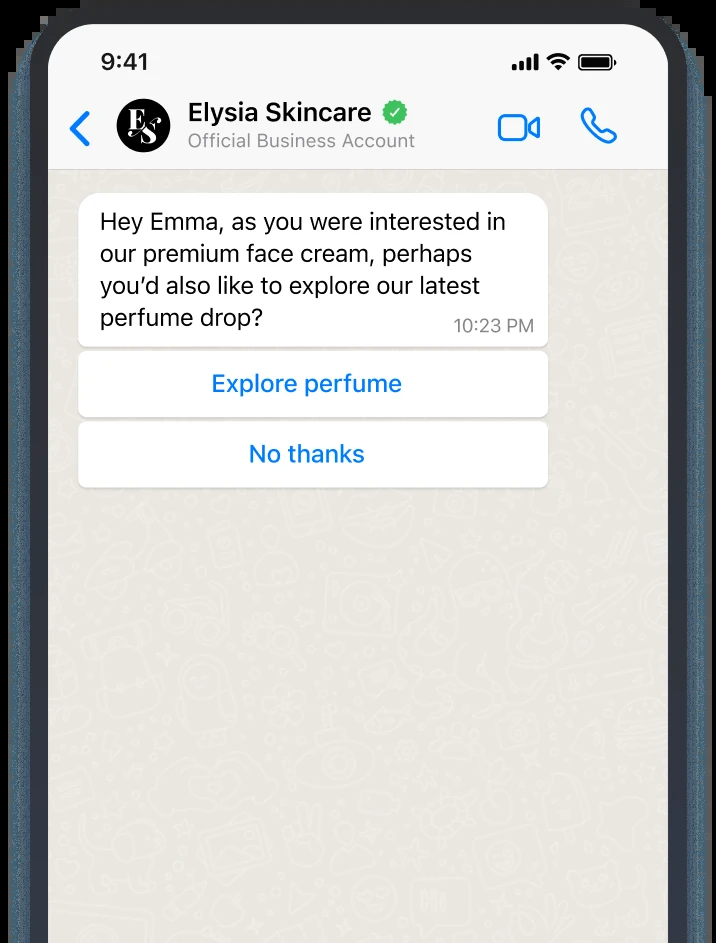 9:41
ES
Elysia Skincare
Official Business Account
Hey Emma, as you were interested in
our premium face cream, perhaps
you’d also like to explore our latest
perfume drop?
10:23 PM
Explore perfume
No thanks